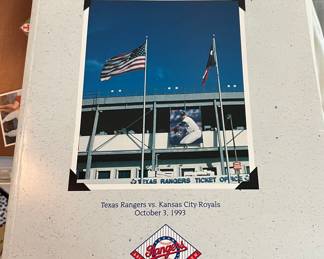 TEXAS RANGERS TICKET OFFICE
Texas Rangers vs. Kansas City Royals
October 3, 1993
Rangers